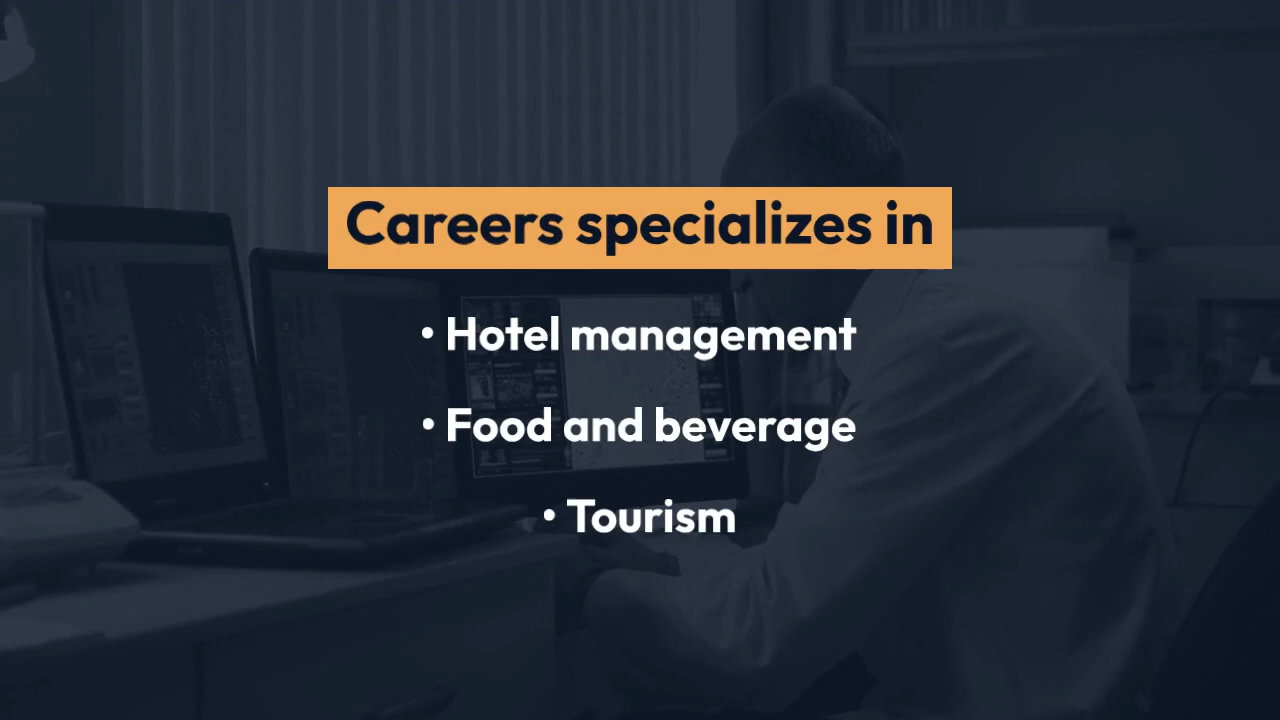 Careers specializes in
• Hotel management
• Food and beverage
• Tourism